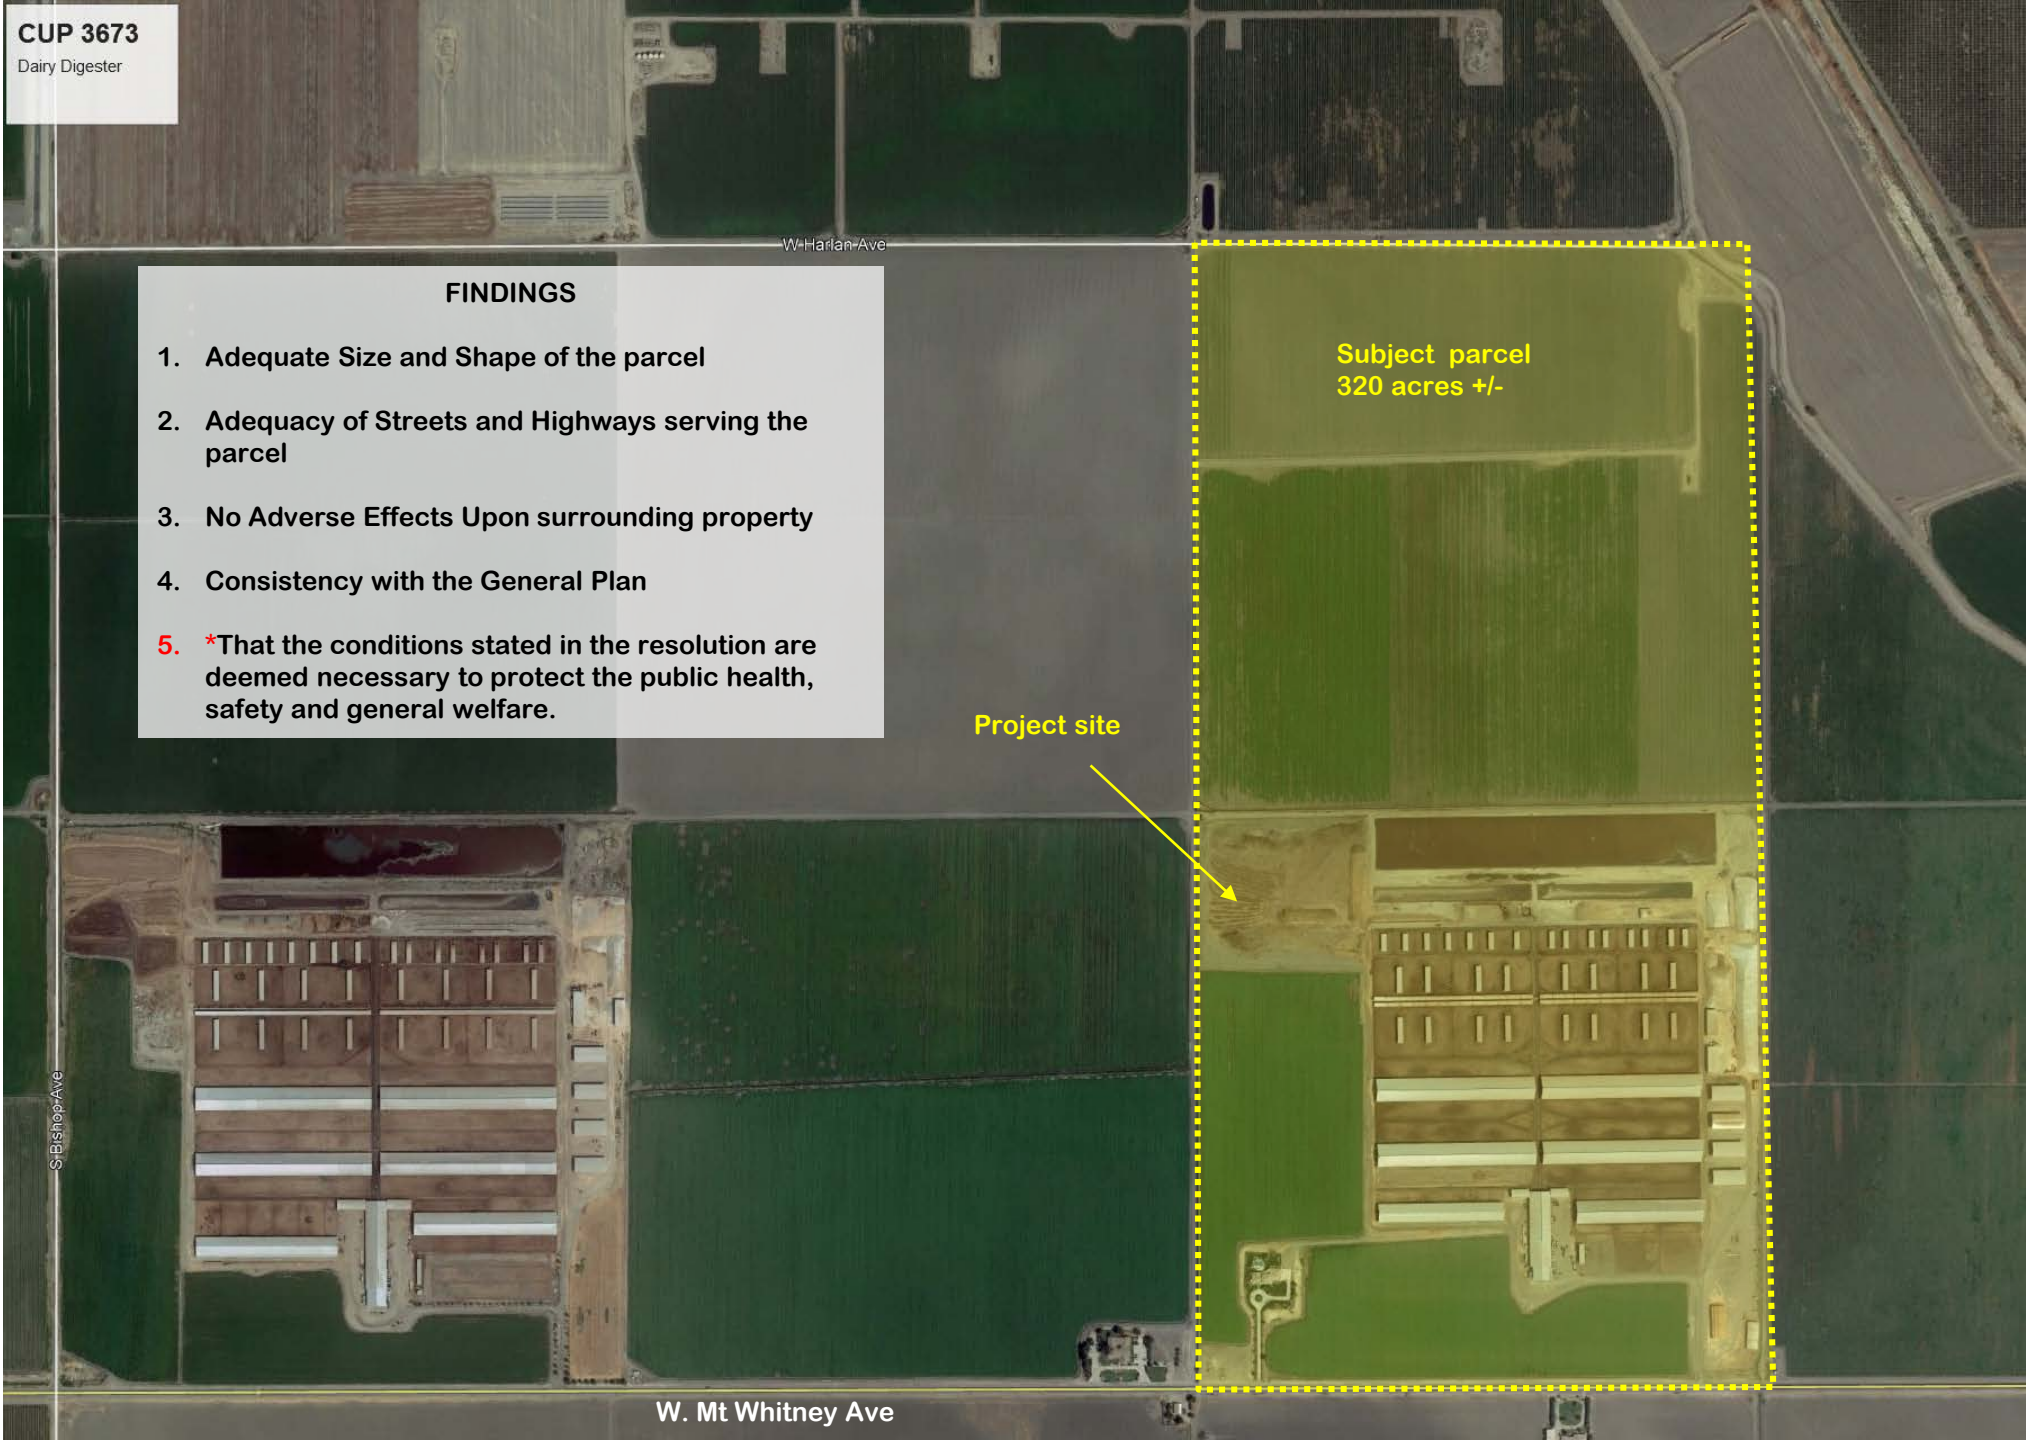 CUP 3673
Dairy Digester
W Harlan Ave
FINDINGS
1. Adequate Size and Shape of the parcel
2. Adequacy of Streets and Highways serving the
parcel
3. No Adverse Effects Upon surrounding property
4. Consistency with the General Plan
5. *That the conditions stated in the resolution are
deemed necessary to protect the public health,
safety and general welfare.
Subject parcel
320 acres +/-
Project site
S Bishop Ave
W. Mt Whitney Ave